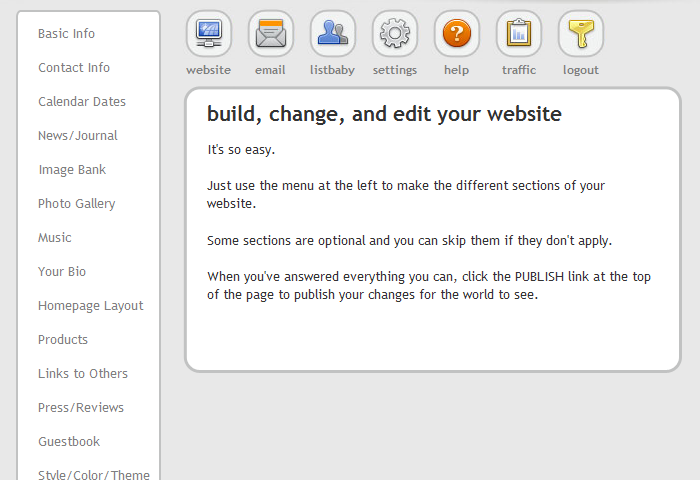 Basic Info
Contact Info
Calendar Dates
News/Journal
Image Bank
Photo Gallery
Music
Your Bio
Homepage Layout
Products
Links to Others
Press/Reviews
Guestbook
Style/Color/Theme
website
email
listbaby
settings
help
traffic
logout
build, change, and edit your website
It's so easy.
Just use the menu at the left to make the different sections of your
website.
Some sections are optional and you can skip them if they don't apply.
When you've answered everything you can, click the PUBLISH link at the top
of the page to publish your changes for the world to see.